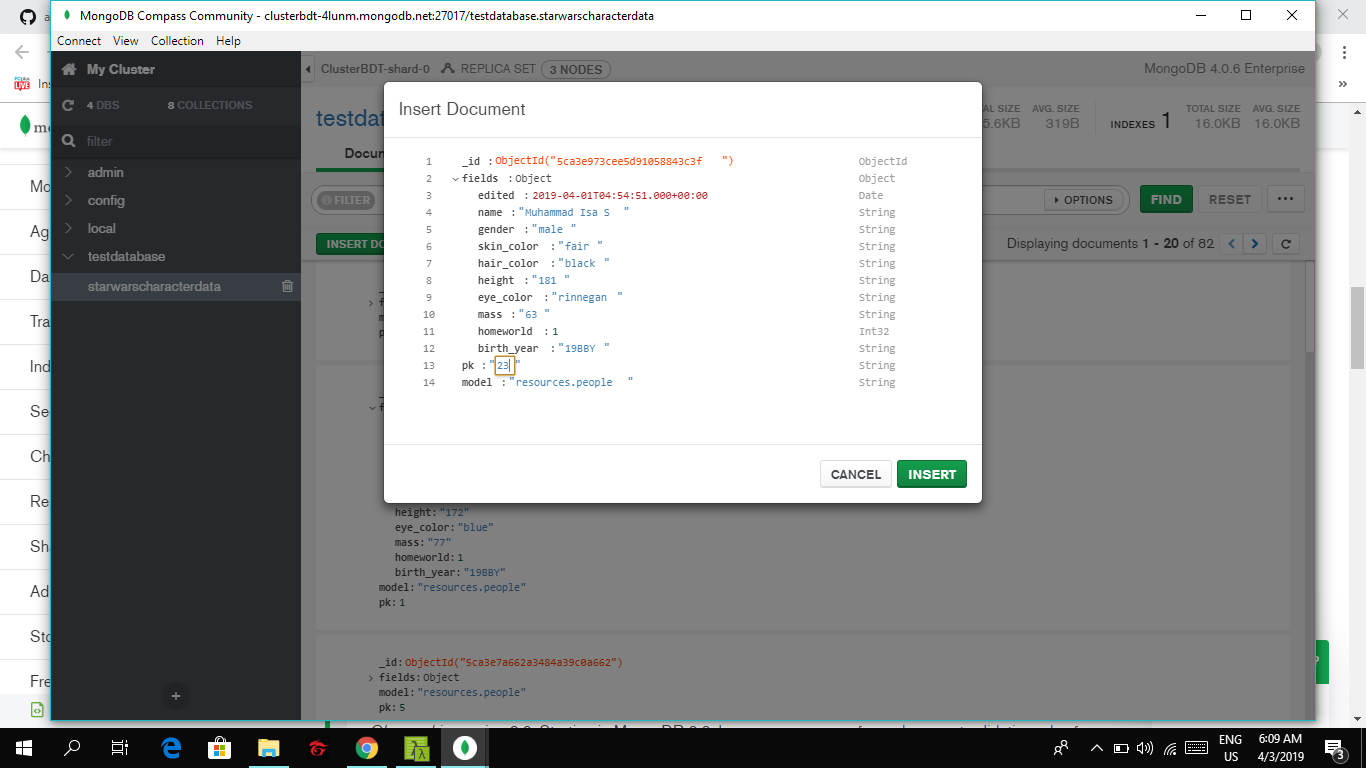 MongoDB Compass Community - clusterbdt-4lunm.mongodb.net:27017/testdatabase.starwarscharacterdata
Connect View Collection Help
My Cluster
ClusterBDT-shard-0 REPLICA SET 3 NODES MongoDB 4.0.6 Enterprise
4 DBS 8 COLLECTIONS
filter
admin
config
local
testdatabase
starwarscharacterdata
testdat
AVG. SIZE
5.6KB 319B
INDEXES 1
TOTAL SIZE AVG. SIZE
16.0KB 16.0KB
Docum
FILTER
OPTIONS
FIND
RESET
INSERT DO
Displaying documents 1 - 20 of 82
Insert Document
1 _id : ObjectId("5ca3e973cee5d91058843c3f ") ObjectId
2 fields : Object Object
3 edited : 2019-04-01T04:54:51.000+00:00 Date
4 name : "Muhammad Isa S " String
5 gender : "male " String
6 skin_color : "fair " String
7 hair_color : "black " String
8 height : "181 " String
9 eye_color : "rinnegan " String
10 mass : "63 " String
11 homeworld : 1 Int32
12 birth_year : "19BBY " String
13 pk : "23 " String
14 model : "resources.people " String
CANCEL INSERT
height: "172"
eye_color: "blue"
mass: "77"
homeworld: 1
birth_year: "19BBY"
model: "resources.people"
pk: 1
_id: ObjectId("5ca3e7a662a3484a39c0a662")
fields: Object
model: "resources.people"
pk: 5
Ins
Mo
Ag
Da
Tra
Ind
Se
Ch
Re
Sha
Ad
Sto
Fre
ENG
US
6:09 AM
4/3/2019
3